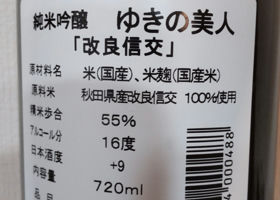 純米吟醸 ゆきの美人
「改良信交」
原材料名 米(国産)、米麹(国産米)
原料米 秋田県産改良信交 100%使用
精米歩合 55%
アルコール分 16度
日本酒度 +9
容量 720ml
4000488